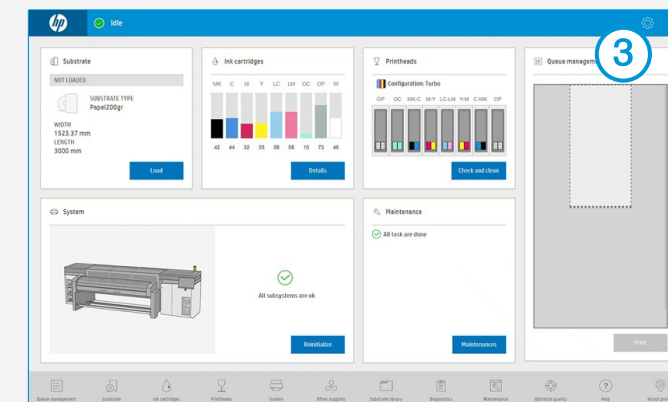 hp
Idle
3
Substrate
NOT LOADED
SUBSTRATE TYPE
Papel200gr
WIDTH
1523.37 mm
LENGTH
3000 mm
Load
Ink cartridges
MK C M Y LC LM OC OP W
42 44 32 33 58 58 10 73 46
Details
Printheads
Configuration: Turbo
OP OC MK-C M-Y LC-LM Y-M C-MK OP
Check and clean
Queue managem
System
All subsystems are ok
Reinitialize
Maintenance
All task are done
Maintenances
Print
Queue management Substrate Ink cartridges Printheads System Other supplies Substrate library Diagnostics Maintenance Optimize quality Help About prin